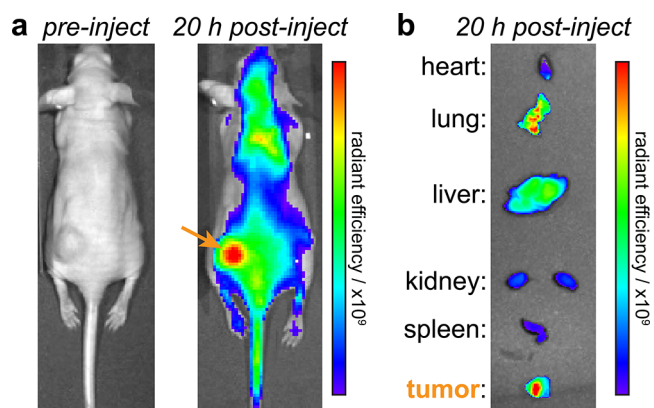 a pre-inject 20 h post-inject
radiant efficiency / x10⁹
b 20 h post-inject
heart:
lung:
liver:
kidney:
spleen:
tumor:
radiant efficiency / x10⁹